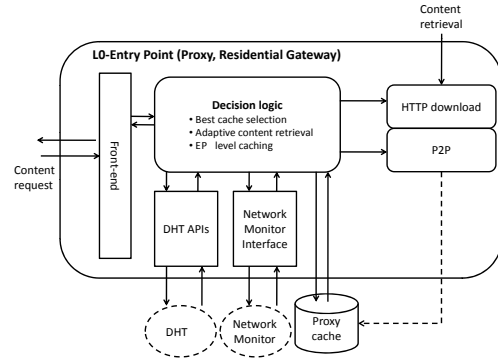 Content
retrieval
L0-Entry Point (Proxy, Residential Gateway)
Decision logic
• Best cache selection
• Adaptive content retrieval
• EP level caching
HTTP download
P2P
Front-end
Content
request
DHT APIs
Network
Monitor
Interface
DHT
Network
Monitor
Proxy
cache